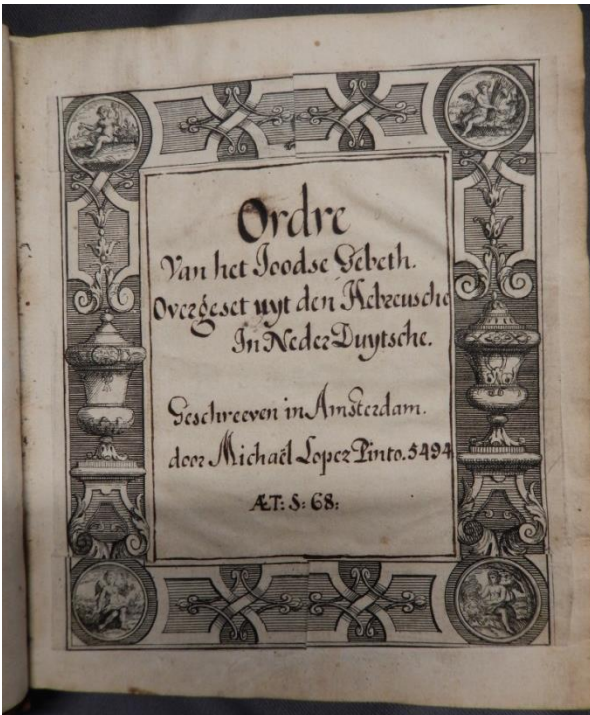 Ordre
Van het Joodse Gebeth.
Overgeset uyt den Hebreusche
In Neder Duytsche.
Geschreeven in Amsterdam.
door Michaël Lopez Pinto. 5494
ÆT: S: 68: